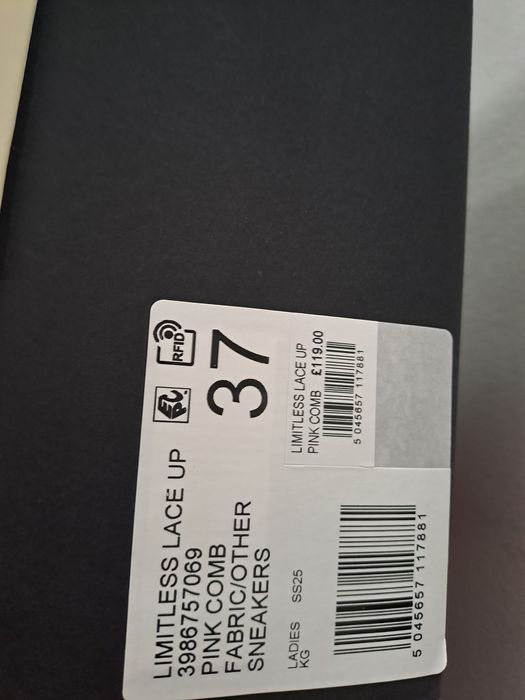 LIMITLESS LACE UP
3986757069
PINK COMB
FABRIC/OTHER
SNEAKERS
EPC
RFID
37
LADIES SS25
KG
5 045657 117881
LIMITLESS LACE UP
PINK COMB £119.00
5 045657 117881